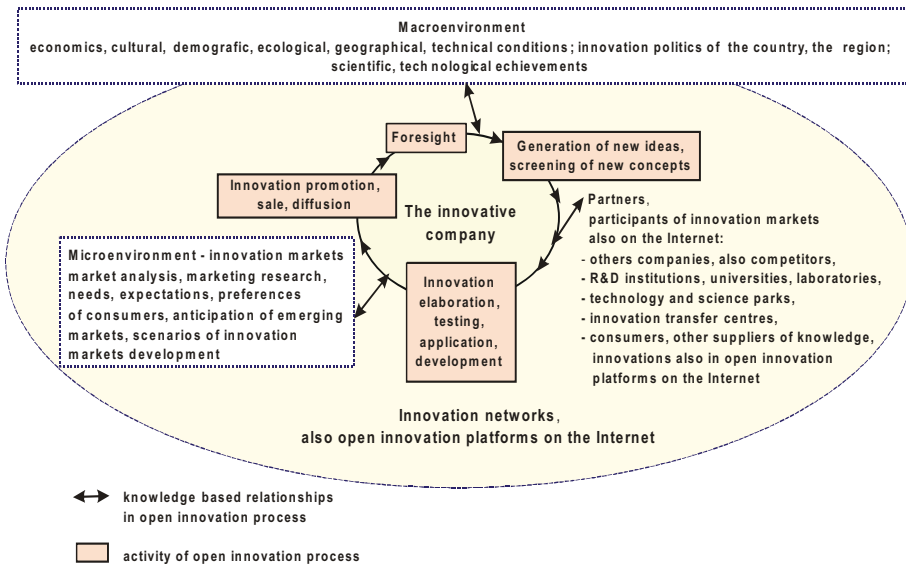 Macroenvironment
economics, cultural, demografic, ecological, geographical, technical conditions; innovation politics of the country, the region;
scientific, technological echievements
Foresight
Generation of new ideas,
screening of new concepts
Innovation promotion,
sale, diffusion
The innovative
company
Partners,
participants of innovation markets
also on the Internet:
- others companies, also competitors,
- R&D institutions, universities, laboratories,
- technology and science parks,
- innovation transfer centres,
- consumers, other suppliers of knowledge,
innovations also in open innovation
platforms on the Internet
Microenvironment - innovation markets
market analysis, marketing research,
needs, expectations, preferences
of consumers, anticipation of emerging
markets, scenarios of innovation
markets development
Innovation
elaboration,
testing,
application,
development
Innovation networks,
also open innovation platforms on the Internet
knowledge based relationships
in open innovation process
activity of open innovation process